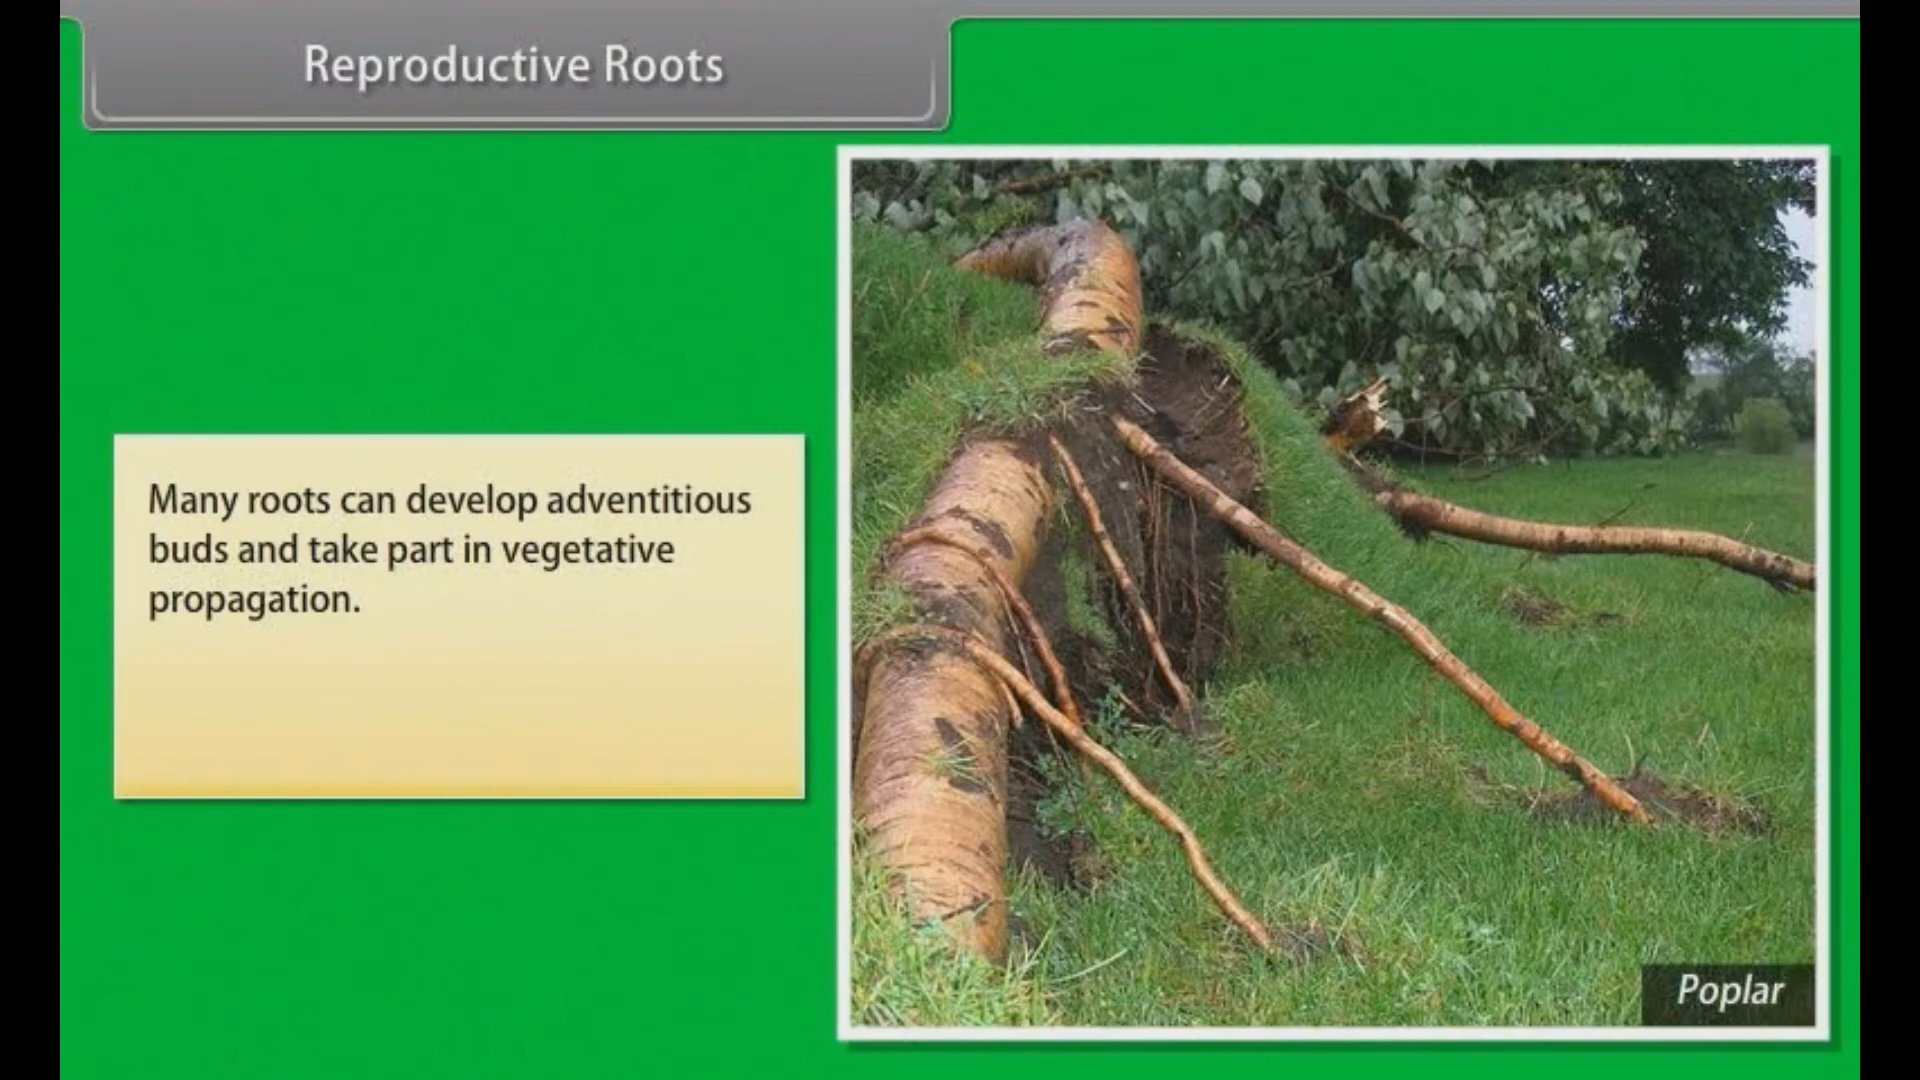 Reproductive Roots
Many roots can develop adventitious
buds and take part in vegetative
propagation.
Poplar